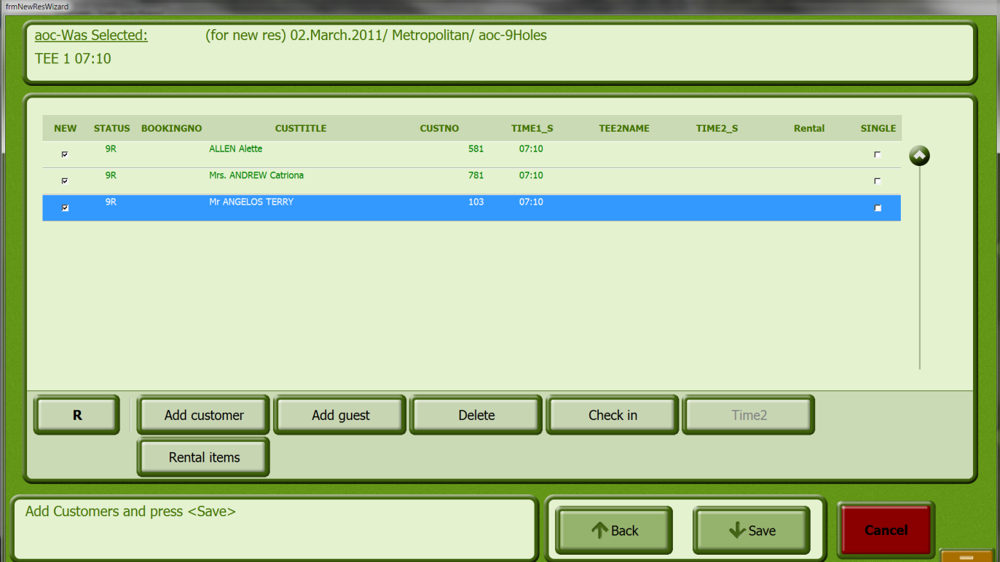 frmNewResWizard
aoc-Was Selected: (for new res) 02.March.2011/ Metropolitan/ aoc-9Holes
TEE 1 07:10
NEW STATUS BOOKINGNO CUSTTITLE CUSTNO TIME1_S TEE2NAME TIME2_S Rental SINGLE
9R ALLEN Alette 581 07:10
9R Mrs. ANDREW Catriona 781 07:10
9R Mr ANGELOS TERRY 103 07:10
R Add customer Add guest Delete Check in Time2
Rental items
Add Customers and press <Save>
Back Save Cancel